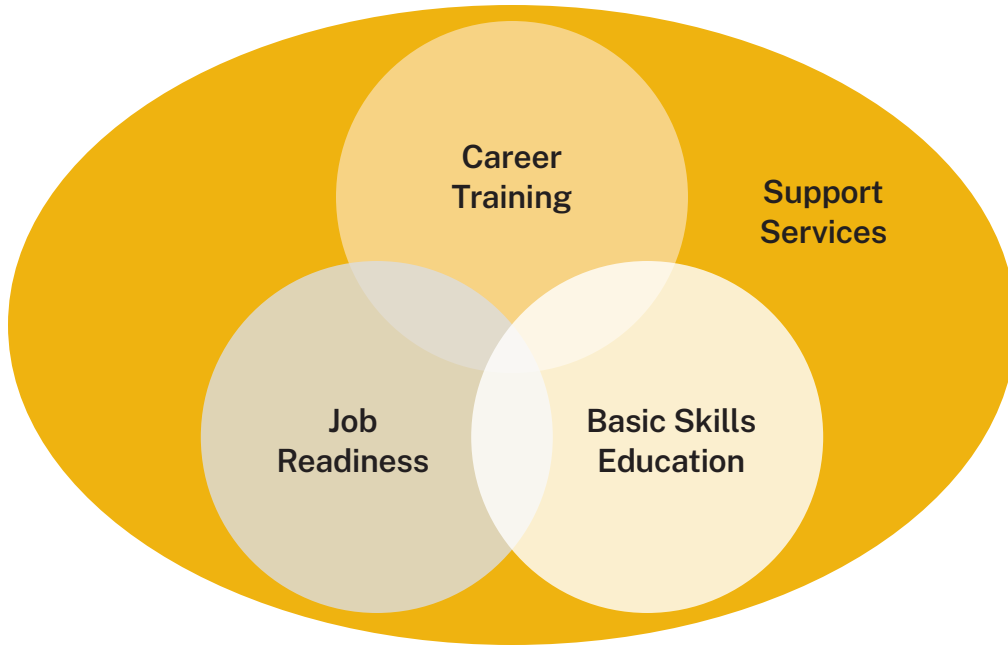 Career
Training
Support
Services
Job
Readiness
Basic Skills
Education